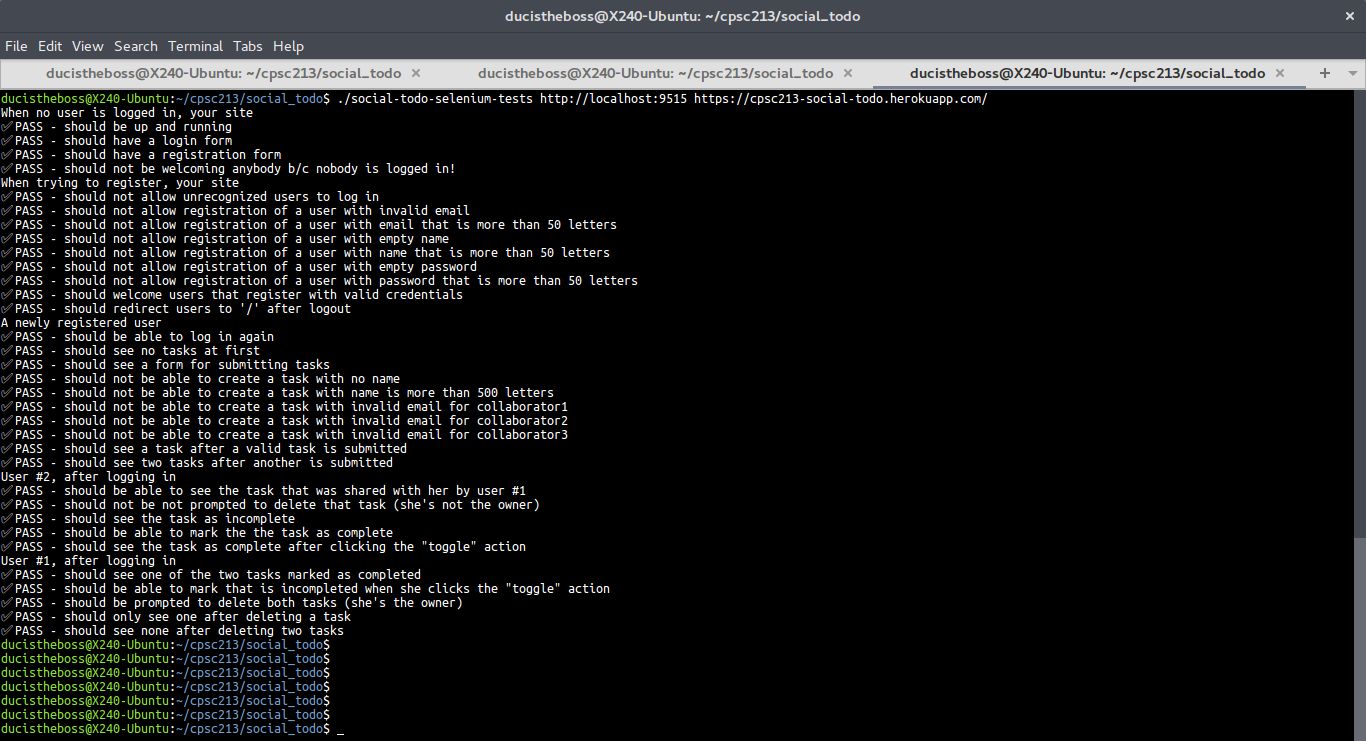 ducistheboss@X240-Ubuntu: ~/cpsc213/social_todo ×
File Edit View Search Terminal Tabs Help
ducistheboss@X240-Ubuntu: ~/cpsc213/social_todo × ducistheboss@X240-Ubuntu: ~/cpsc213/social_todo × ducistheboss@X240-Ubuntu: ~/cpsc213/social_todo × +
ducistheboss@X240-Ubuntu:~/cpsc213/social_todo$ ./social-todo-selenium-tests http://localhost:9515 https://cpsc213-social-todo.herokuapp.com/
When no user is logged in, your site
✅PASS - should be up and running
✅PASS - should have a login form
✅PASS - should have a registration form
✅PASS - should not be welcoming anybody b/c nobody is logged in!
When trying to register, your site
✅PASS - should not allow unrecognized users to log in
✅PASS - should not allow registration of a user with invalid email
✅PASS - should not allow registration of a user with email that is more than 50 letters
✅PASS - should not allow registration of a user with empty name
✅PASS - should not allow registration of a user with name that is more than 50 letters
✅PASS - should not allow registration of a user with empty password
✅PASS - should not allow registration of a user with password that is more than 50 letters
✅PASS - should welcome users that register with valid credentials
✅PASS - should redirect users to '/' after logout
A newly registered user
✅PASS - should be able to log in again
✅PASS - should see no tasks at first
✅PASS - should see a form for submitting tasks
✅PASS - should not be able to create a task with no name
✅PASS - should not be able to create a task with name is more than 500 letters
✅PASS - should not be able to create a task with invalid email for collaborator1
✅PASS - should not be able to create a task with invalid email for collaborator2
✅PASS - should not be able to create a task with invalid email for collaborator3
✅PASS - should see a task after a valid task is submitted
✅PASS - should see two tasks after another is submitted
User #2, after logging in
✅PASS - should be able to see the task that was shared with her by user #1
✅PASS - should not be not prompted to delete that task (she's not the owner)
✅PASS - should see the task as incomplete
✅PASS - should be able to mark the the task as complete
✅PASS - should see the task as complete after clicking the "toggle" action
User #1, after logging in
✅PASS - should see one of the two tasks marked as completed
✅PASS - should be able to mark that is incompleted when she clicks the "toggle" action
✅PASS - should be prompted to delete both tasks (she's the owner)
✅PASS - should only see one after deleting a task
✅PASS - should see none after deleting two tasks
ducistheboss@X240-Ubuntu:~/cpsc213/social_todo$
ducistheboss@X240-Ubuntu:~/cpsc213/social_todo$
ducistheboss@X240-Ubuntu:~/cpsc213/social_todo$
ducistheboss@X240-Ubuntu:~/cpsc213/social_todo$
ducistheboss@X240-Ubuntu:~/cpsc213/social_todo$
ducistheboss@X240-Ubuntu:~/cpsc213/social_todo$
ducistheboss@X240-Ubuntu:~/cpsc213/social_todo$ _